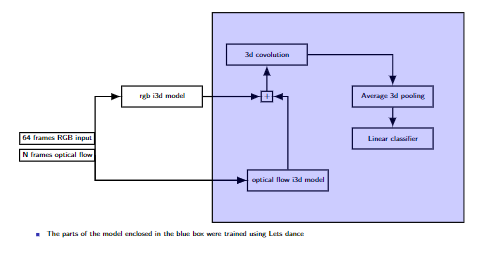 3d covolution
rgb i3d model
+
Average 3d pooling
64 frames RGB input
Linear classifier
N frames optical flow
optical flow i3d model
The parts of the model enclosed in the blue box were trained using Lets dance